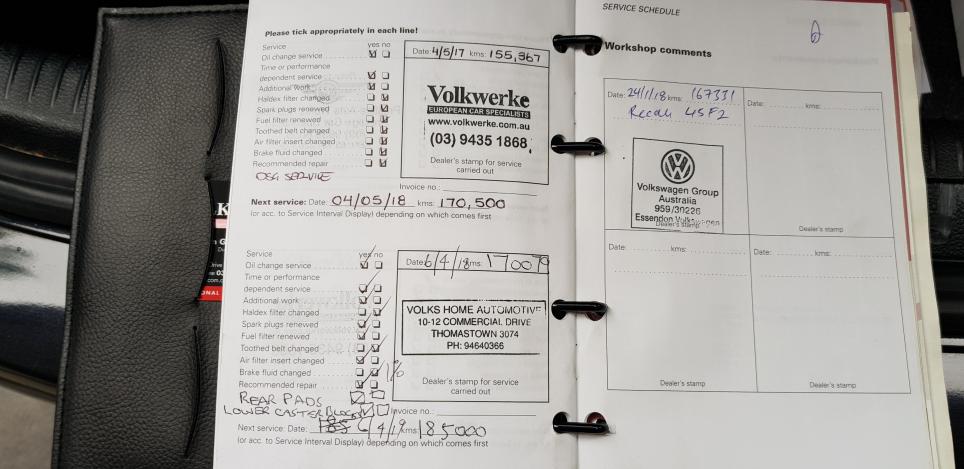 Please tick appropriately in each line!
Service yes no
Oil change service
Time or performance
dependent service
Additional work
Haldex filter changed
Spark plugs renewed
Fuel filter renewed
Toothed belt changed
Air filter insert changed
Brake fluid changed
Recommended repair
DSG SERVICE
Date: 4/5/17 kms: 155,367
Volkwerke
EUROPEAN CAR SPECIALISTS
www.volkwerke.com.au
(03) 9435 1868
Dealer's stamp for service
carried out
Invoice no.:
Next service: Date: 04/05/18 kms: 170,500
(or acc. to Service Interval Display) depending on which comes first
Service yes no
Oil change service
Time or performance
dependent service
Additional work
Haldex filter changed
Spark plugs renewed
Fuel filter renewed
Toothed belt changed
Air filter insert changed
Brake fluid changed 1%
Recommended repair
REAR PADS
LOWER CASTER
Date: 6/4/18 kms: 170079
VOLKS HOME AUTOMOTIVE
10-12 COMMERCIAL DRIVE
THOMASTOWN 3074
PH: 94640366
Dealer's stamp for service
carried out
Invoice no.:
Next service: Date: 6/4/19 kms: 185000
(or acc. to Service Interval Display) depending on which comes first
SERVICE SCHEDULE
Workshop comments
Date: 24/1/18 kms: 167331
Recall 45F2
Volkswagen Group
Australia
959/30226
Essendon Volkswagen
Dealer's stamp
Date: kms:
Dealer's stamp
Date: kms:
Dealer's stamp
Date: kms:
Dealer's stamp